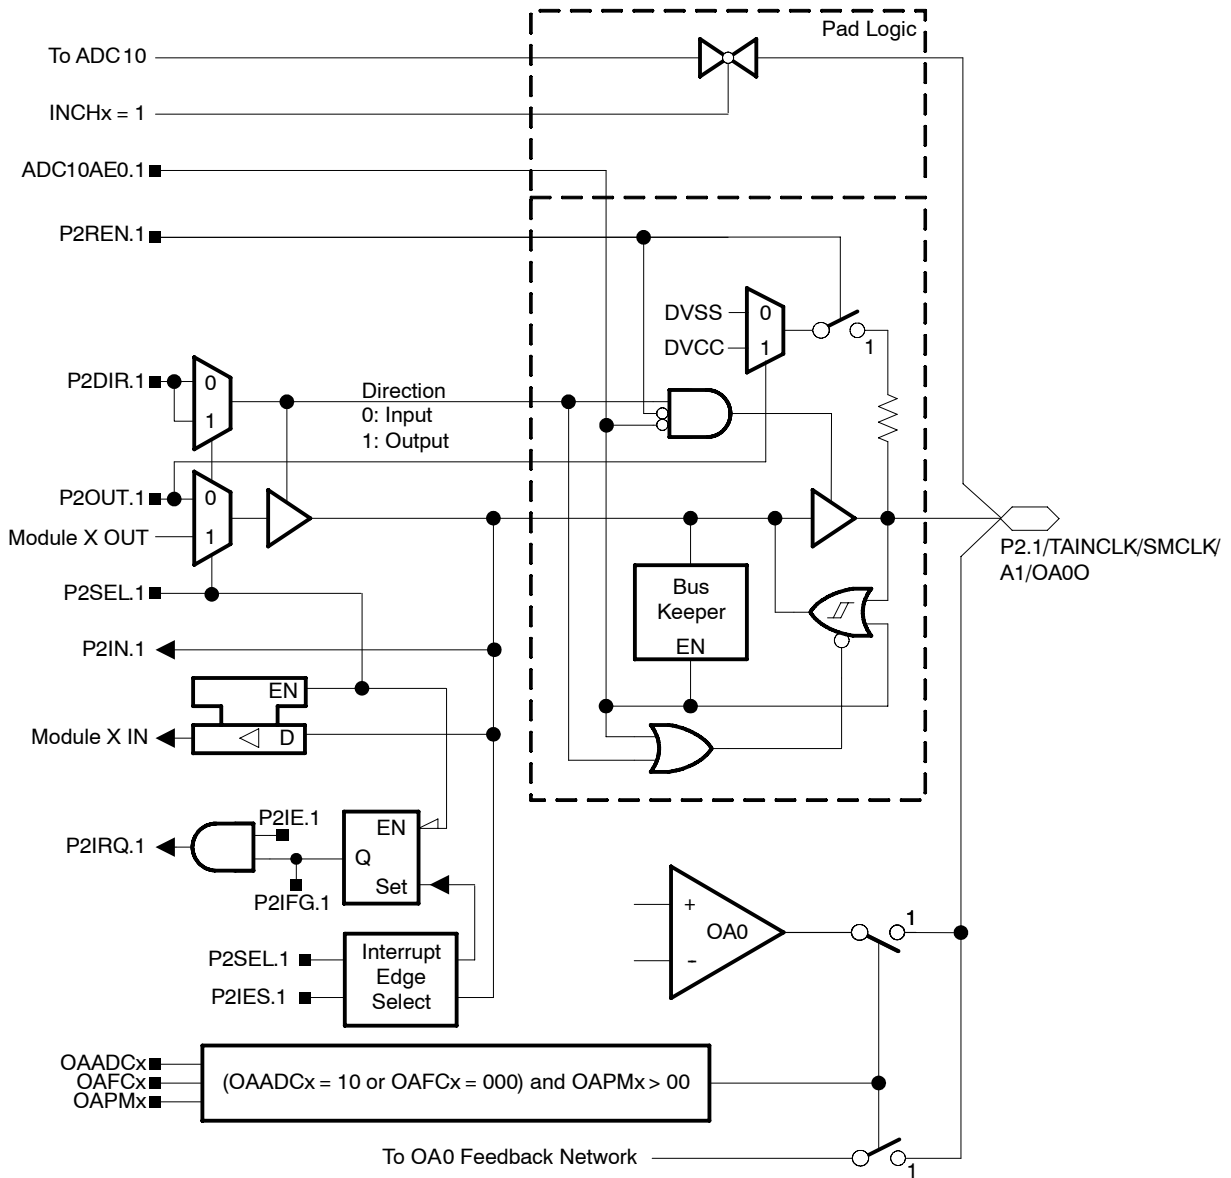 Pad Logic
To ADC10
INCHx = 1
ADC10AE0.1
P2REN.1
DVSS
0
DVCC
1
1
P2DIR.1
0
1
Direction
0: Input
1: Output
P2OUT.1
0
Module X OUT
1
P2SEL.1
P2.1/TAINCLK/SMCLK/
A1/OA0O
Bus
Keeper
EN
P2IN.1
EN
Module X IN
D
P2IE.1
P2IRQ.1
EN
Q
Set
P2IFG.1
+
OA0
-
1
P2SEL.1
P2IES.1
Interrupt
Edge
Select
OAADCx
OAFCx
OAPMx
(OAADCx = 10 or OAFCx = 000) and OAPMx > 00
To OA0 Feedback Network
1